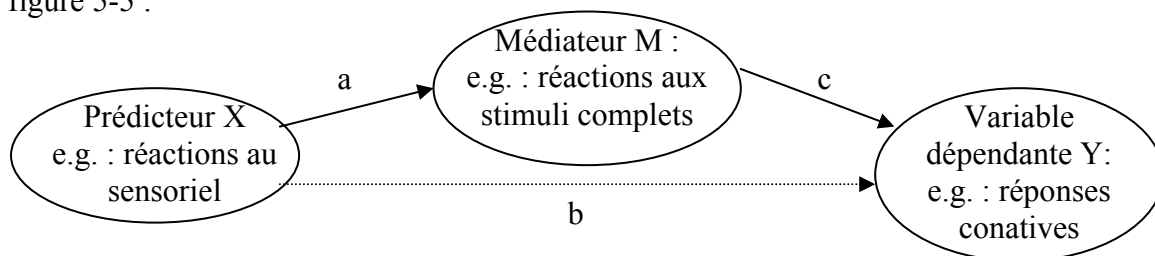 figure 5-5 :
Médiateur M :
e.g. : réactions aux
stimuli complets
a
c
Prédicteur X
e.g. : réactions au
sensoriel
Variable
dépendante Y:
e.g. : réponses
conatives
b